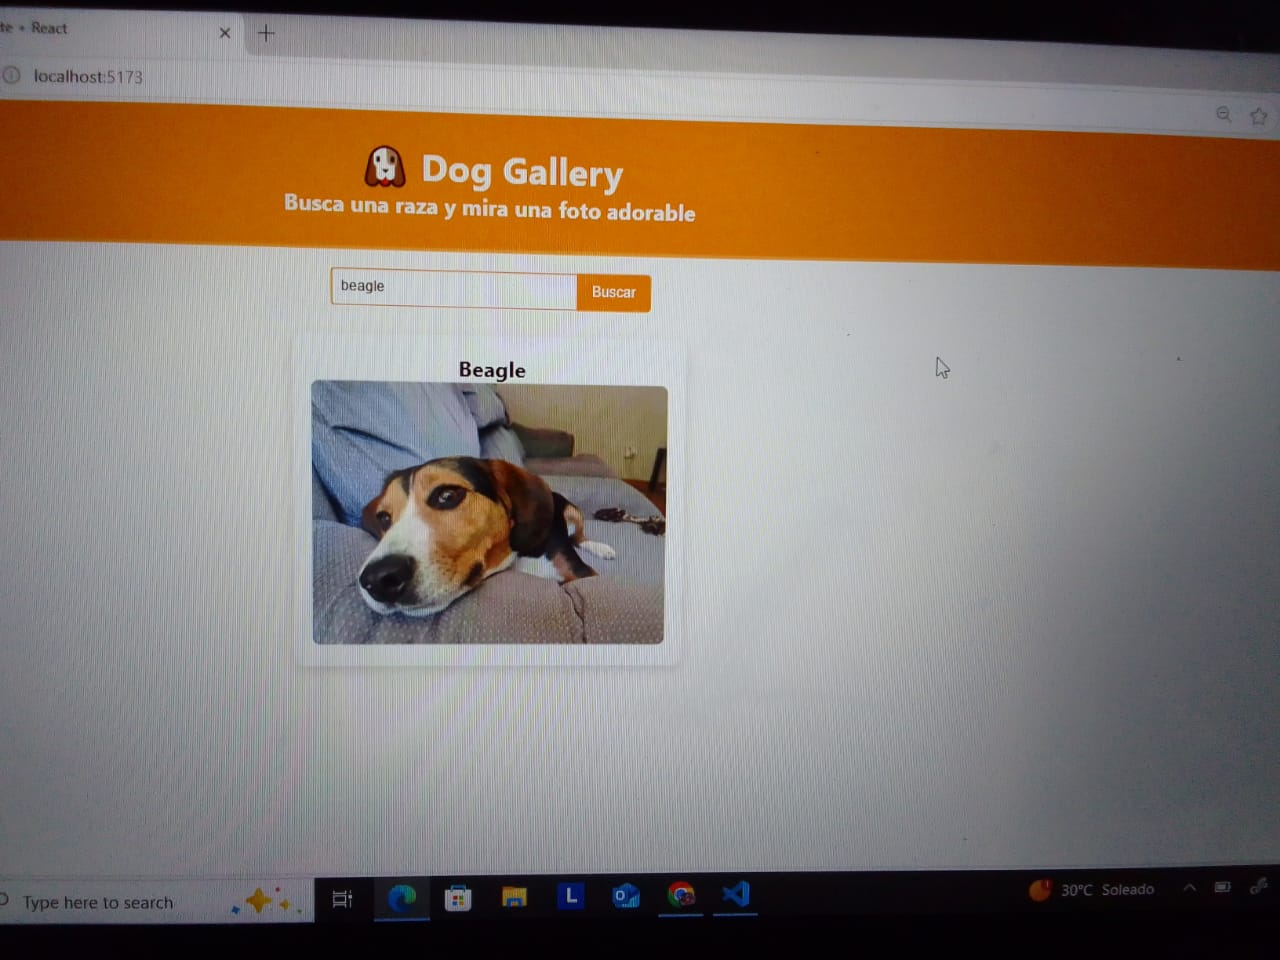 te + React
localhost:5173
Dog Gallery
Busca una raza y mira una foto adorable
beagle
Buscar
Beagle
Type here to search
L
30°C Soleado